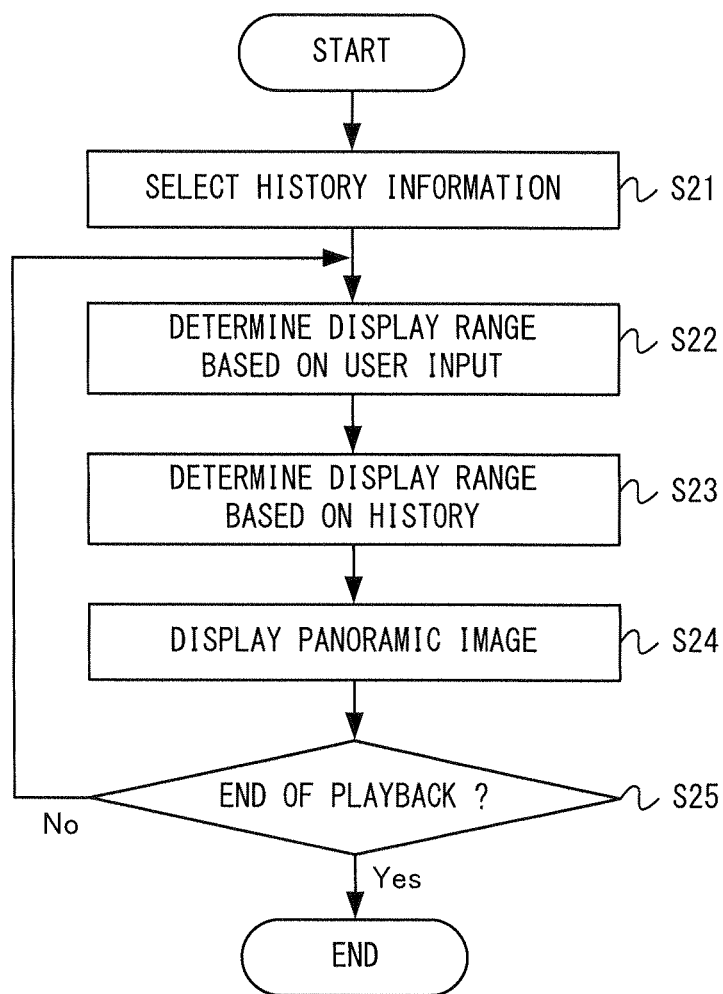 START
SELECT HISTORY INFORMATION
S21
DETERMINE DISPLAY RANGE
BASED ON USER INPUT
S22
DETERMINE DISPLAY RANGE
BASED ON HISTORY
S23
DISPLAY PANORAMIC IMAGE
S24
END OF PLAYBACK ?
S25
No
Yes
END